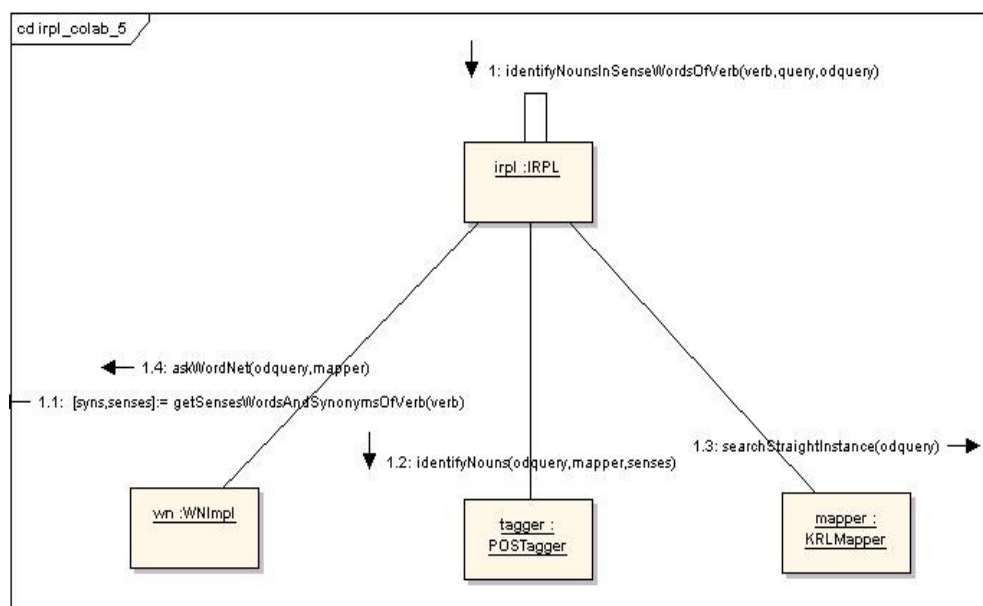 cd irpl_colab_5
1: identifyNounsInSenseWordsOfVerb(verb,query,odquery)
irpl :IRPL
1.4: askWordNet(odquery,mapper)
1.1: [syns,senses]:= getSensesWordsAndSynonymsOfVerb(verb)
1.3: searchStraightInstance(odquery)
1.2: identifyNouns(odquery,mapper,senses)
wn :WNImpl
tagger :
POSTagger
mapper :
KRLMapper